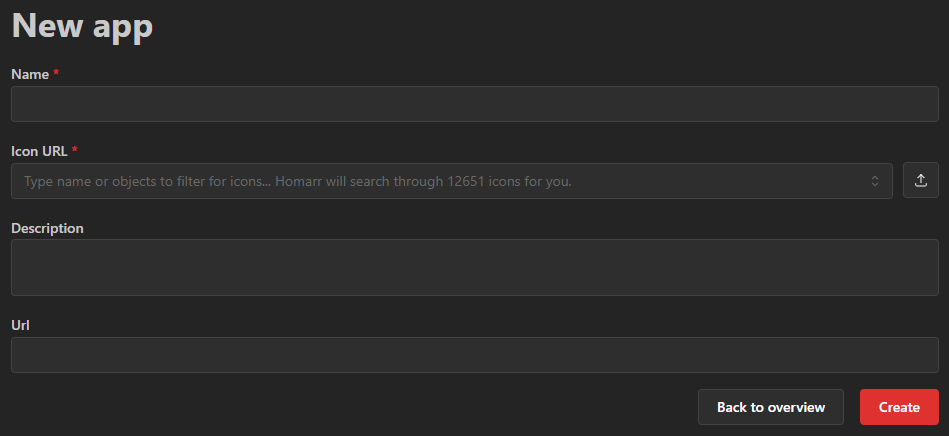 New app
Name *
Icon URL *
Type name or objects to filter for icons... Homarr will search through 12651 icons for you.
Description
Url
Back to overview
Create